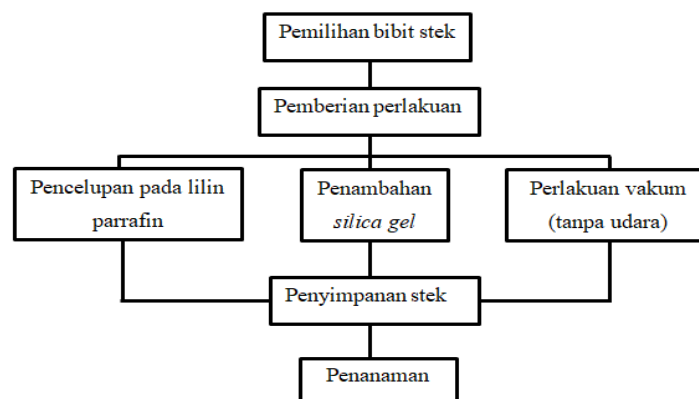 Pemilihan bibit stek
Pemberian perlakuan
Pencelupan pada lilin
parrafin
Penambahan
silica gel
Perlakuan vakum
(tanpa udara)
Penyimpanan stek
Penanaman